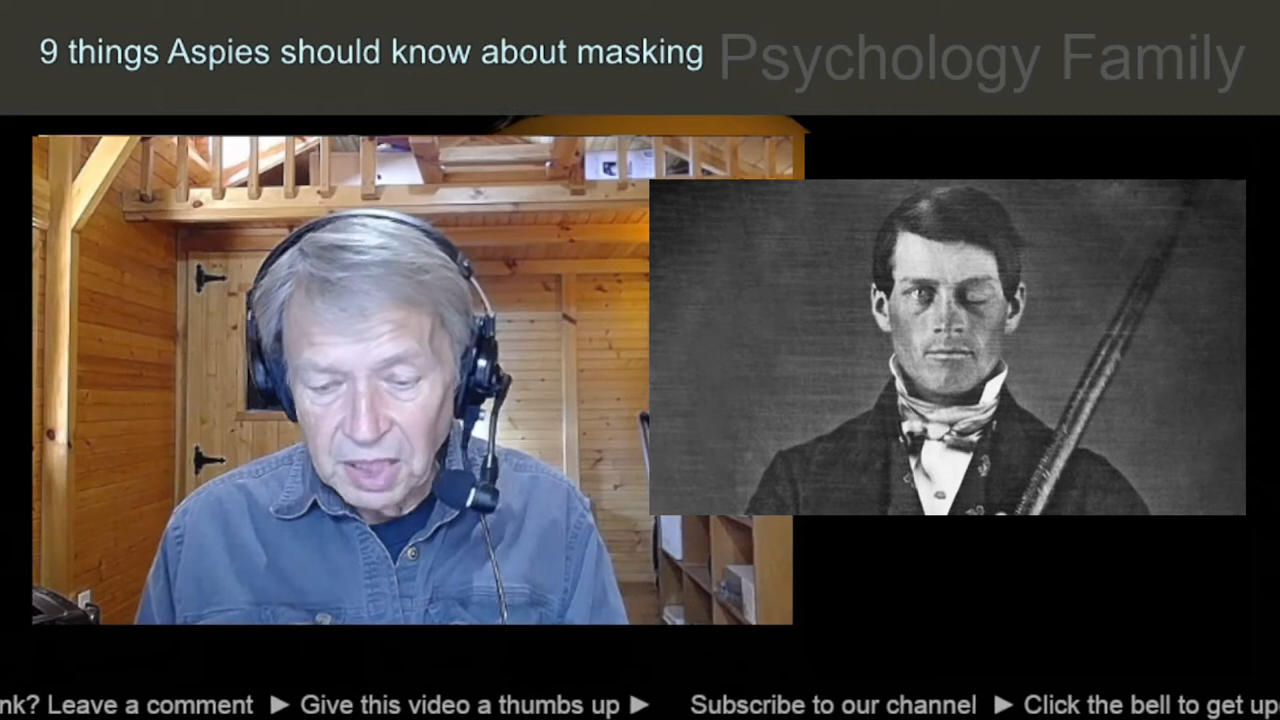 9 things Aspies should know about masking
Psychology Family
nk? Leave a comment ► Give this video a thumbs up ► Subscribe to our channel ► Click the bell to get up